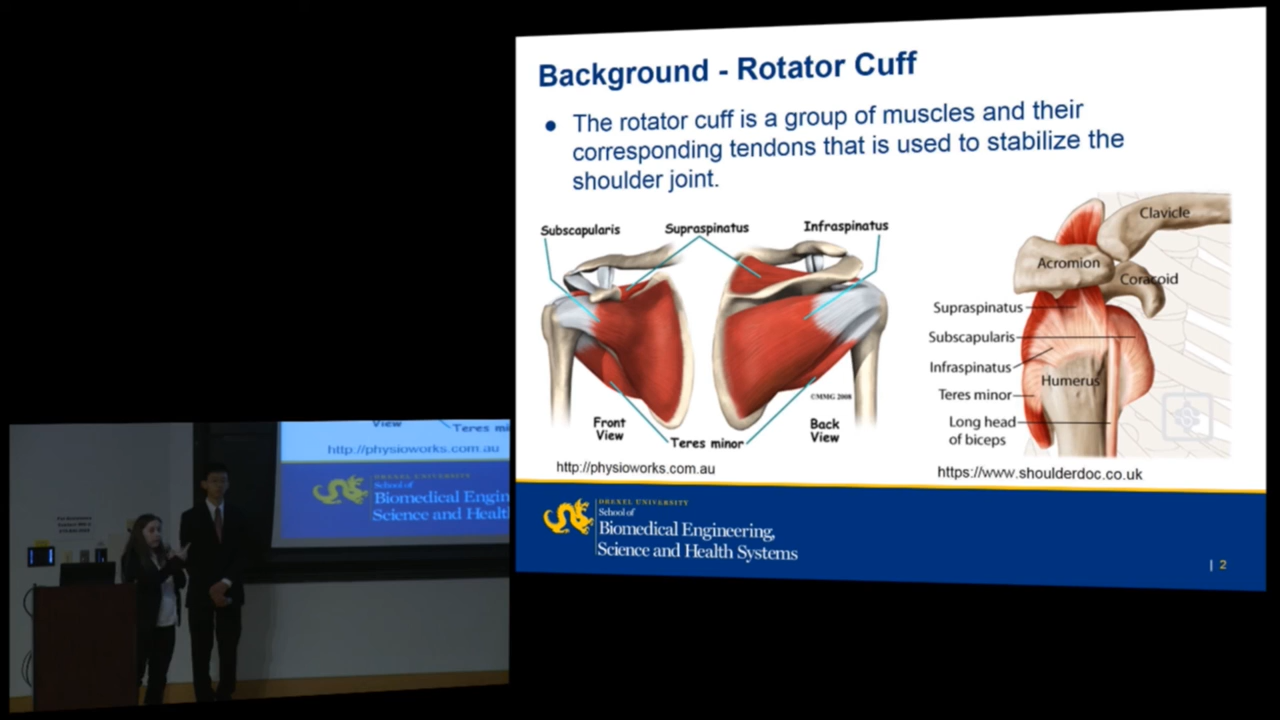 Background - Rotator Cuff
● The rotator cuff is a group of muscles and their
corresponding tendons that is used to stabilize the
shoulder joint.
Subscapularis
Supraspinatus
Infraspinatus
©MMG 2008
Front
View
Teres minor
Back
View
http://physioworks.com.au
Clavicle
Acromion
Coracoid
Supraspinatus
Subscapularis
Infraspinatus
Humerus
Teres minor
Long head
of biceps
https://www.shoulderdoc.co.uk
DREXEL UNIVERSITY
School of
Biomedical Engineering,
Science and Health Systems
| 2
View
Teres mi
http://physioworks.com.au
DREXEL UNIVERSITY
School of
Biomedical Engin
Science and Healt